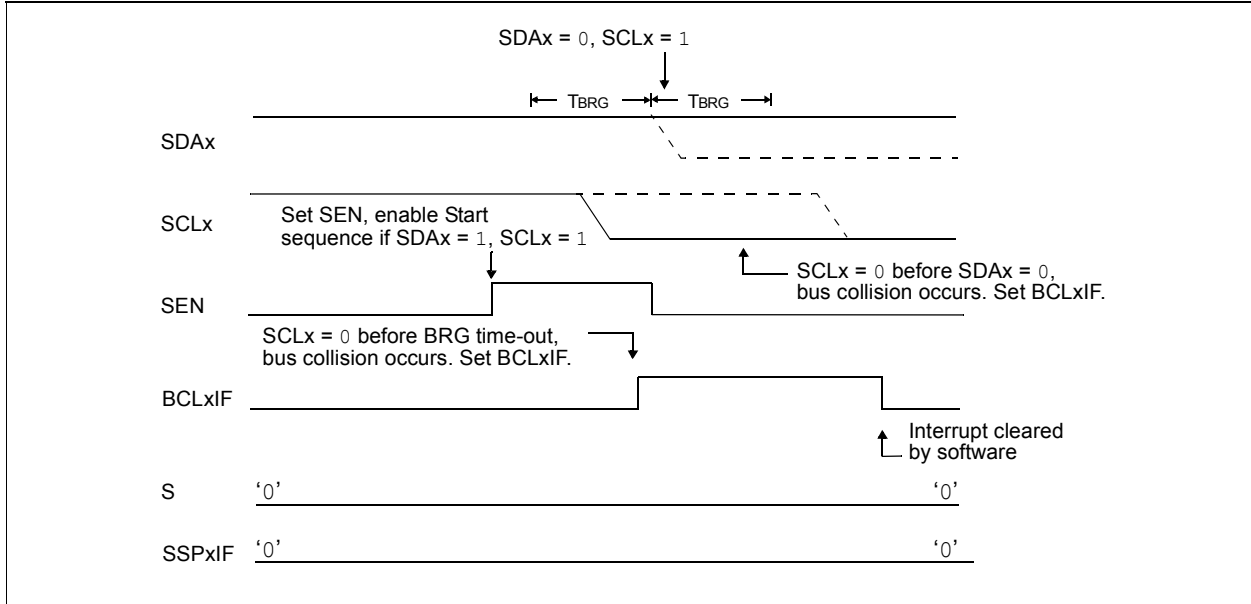 SDAx = 0, SCLx = 1
TBRG TBRG
SDAx
SCLx
Set SEN, enable Start
sequence if SDAx = 1, SCLx = 1
SCLx = 0 before SDAx = 0,
bus collision occurs. Set BCLxIF.
SEN
SCLx = 0 before BRG time-out,
bus collision occurs. Set BCLxIF.
BCLxIF
Interrupt cleared
by software
S ‘0’ ‘0’
SSPxIF ‘0’ ‘0’